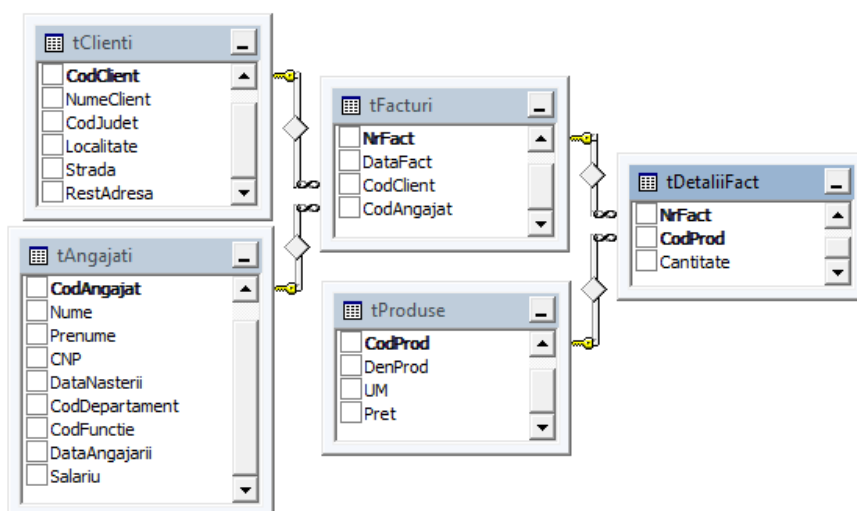 tClienti
CodClient
NumeClient
CodJudet
Localitate
Strada
RestAdresa
tAngajati
CodAngajat
Nume
Prenume
CNP
DataNasterii
CodDepartament
CodFunctie
DataAngajarii
Salariu
tFacturi
NrFact
DataFact
CodClient
CodAngajat
tProduse
CodProd
DenProd
UM
Pret
tDetaliiFact
NrFact
CodProd
Cantitate